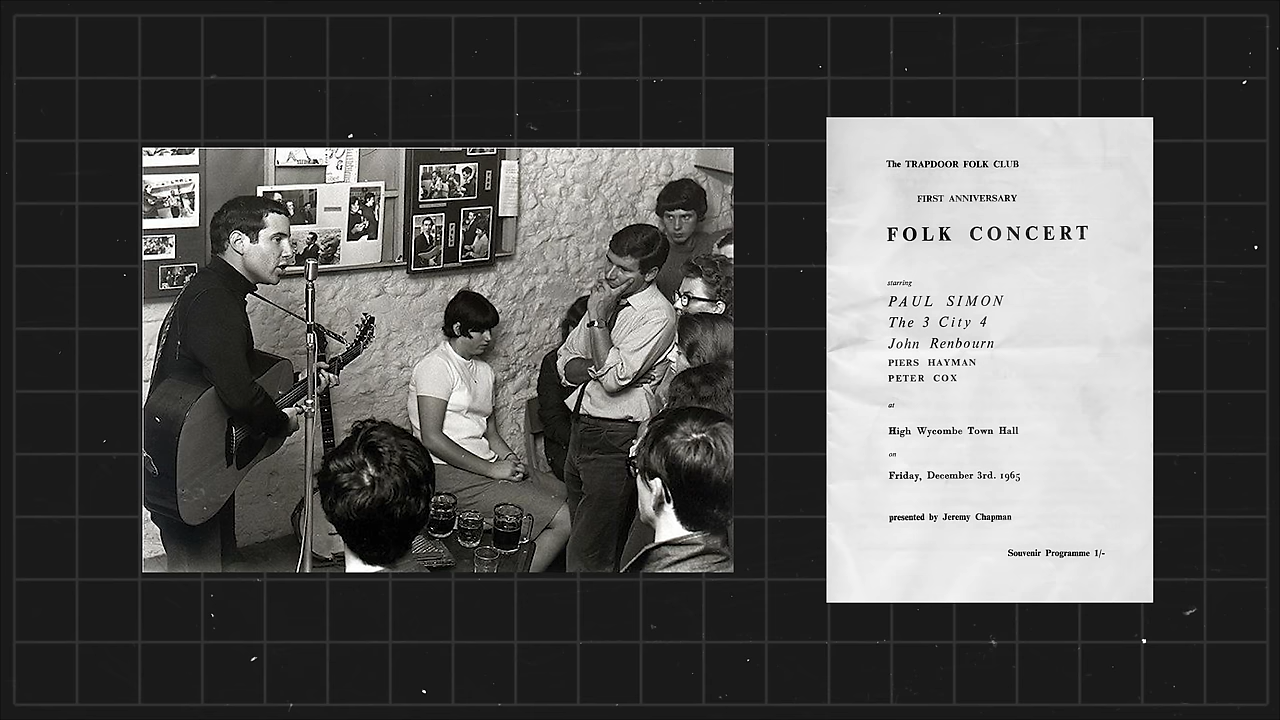 The TRAPDOOR FOLK CLUB
FIRST ANNIVERSARY
FOLK CONCERT
starring
PAUL SIMON
The 3 City 4
John Renbourn
PIERS HAYMAN
PETER COX
at
High Wycombe Town Hall
on
Friday, December 3rd. 1965
presented by Jeremy Chapman
Souvenir Programme 1/-